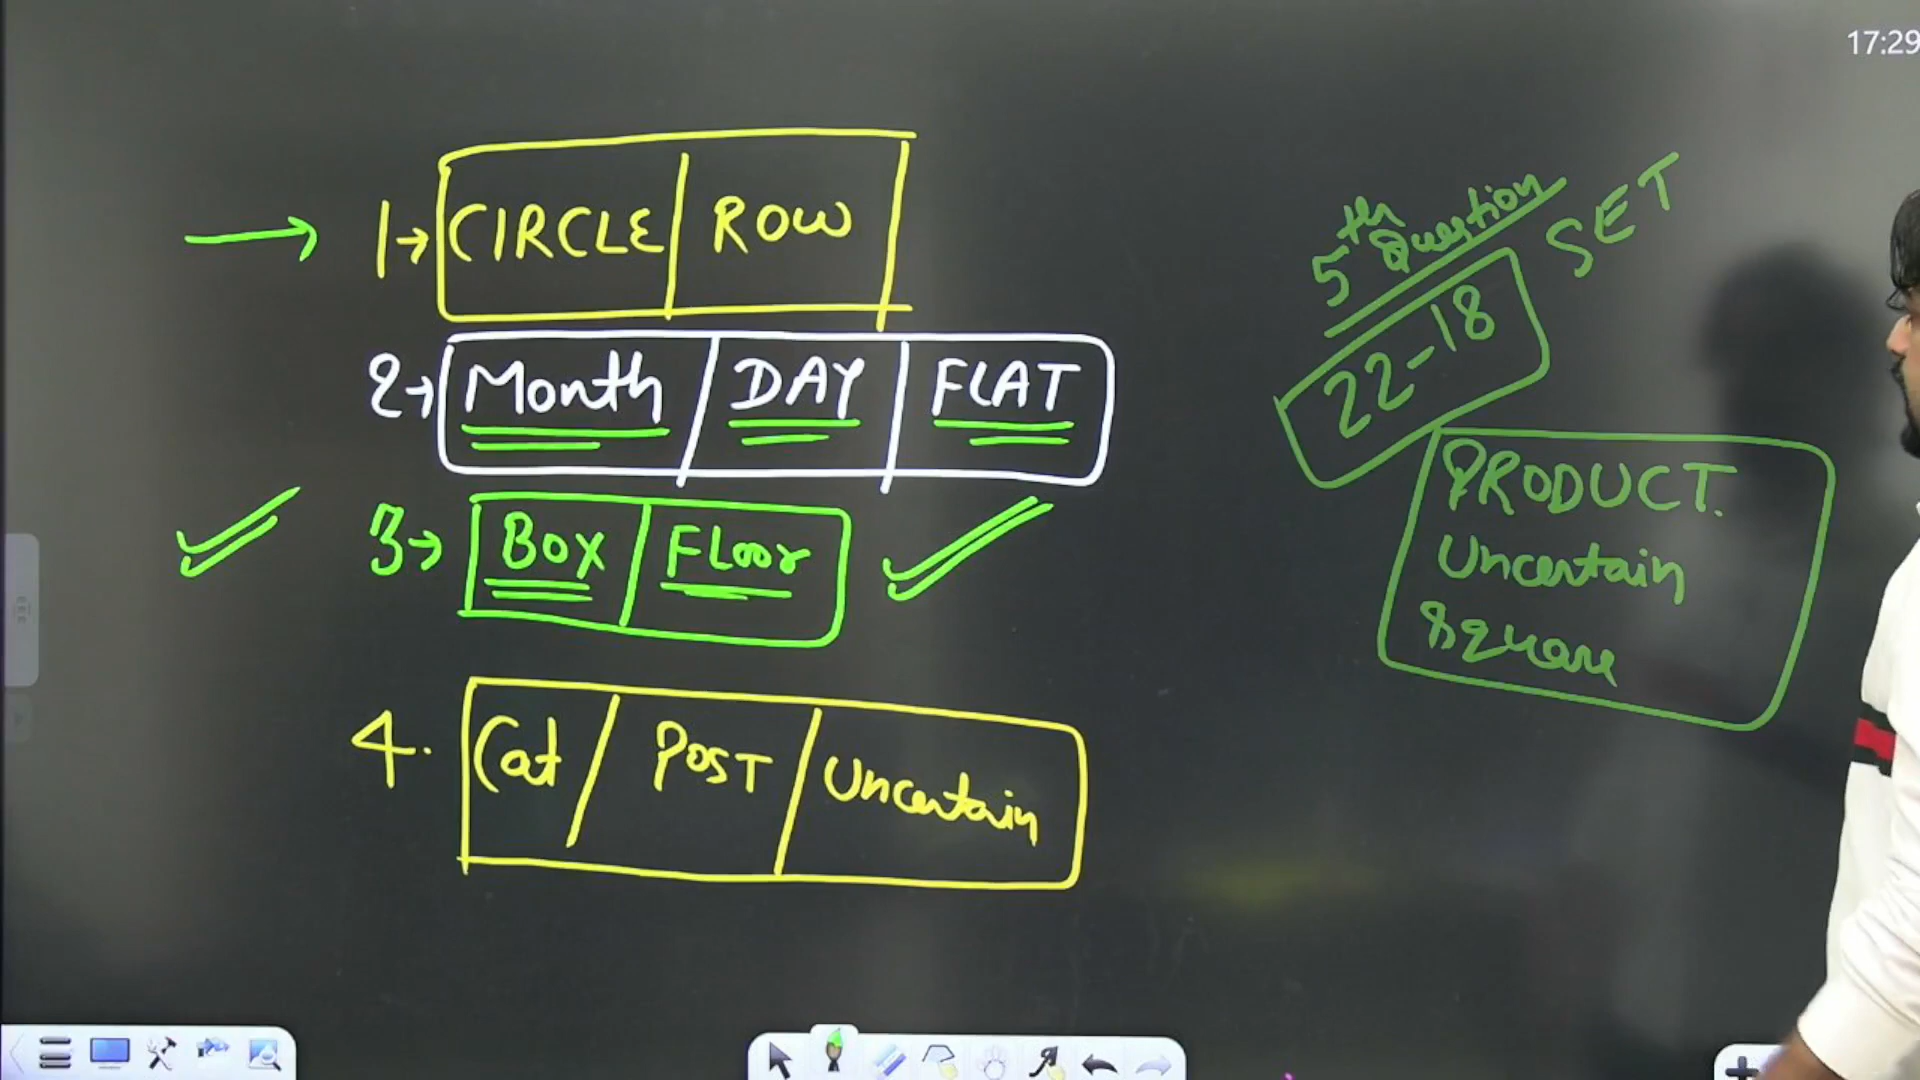 17:29
1→ CIRCLE ROW
2→ Month DAY FLAT
3→ Box Floor
4. Cat Post Uncertain
5th Question SET
22-18
PRODUCT.
Uncertain
Square